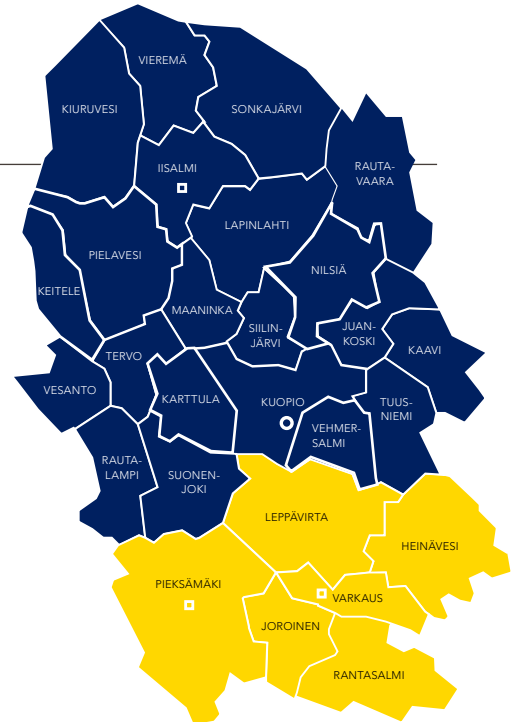 VIEREMÄ
KIURUVESI
SONKAJÄRVI
IISALMI
RAUTA-
VAARA
LAPINLAHTI
PIELAVESI
NILSIÄ
KEITELE
MAANINKA
SIILIN-
JÄRVI
JUAN-
KOSKI
KAAVI
TERVO
VESANTO
KARTTULA
KUOPIO
TUUS-
NIEMI
VEHMER-
SALMI
RAUTA-
LAMPI
SUONEN-
JOKI
LEPPÄVIRTA
HEINÄVESI
PIEKSÄMÄKI
VARKAUS
JOROINEN
RANTASALMI